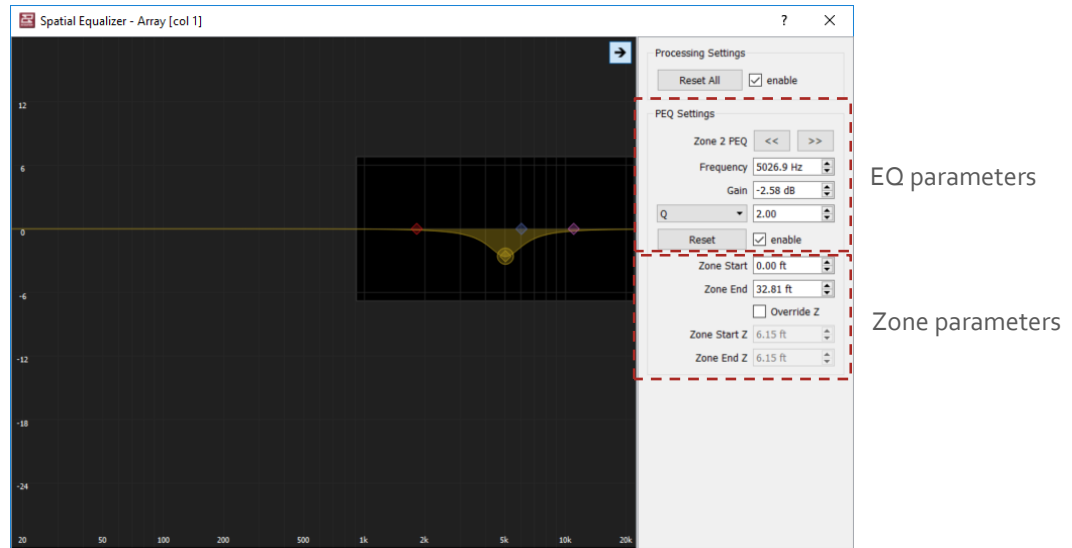 Spatial Equalizer - Array [col 1]
?
Processing Settings
Reset All
enable
PEQ Settings
Zone 2 PEQ << >>
Frequency 5026.9 Hz
Gain -2.58 dB
Q 2.00
Reset
enable
Zone Start 0.00 ft
Zone End 32.81 ft
Override Z
Zone Start Z 6.15 ft
Zone End Z 6.15 ft
EQ parameters
Zone parameters
12
6
0
-6
-12
-18
-24
20 50 100 200 500 1k 2k 5k 10k 20k